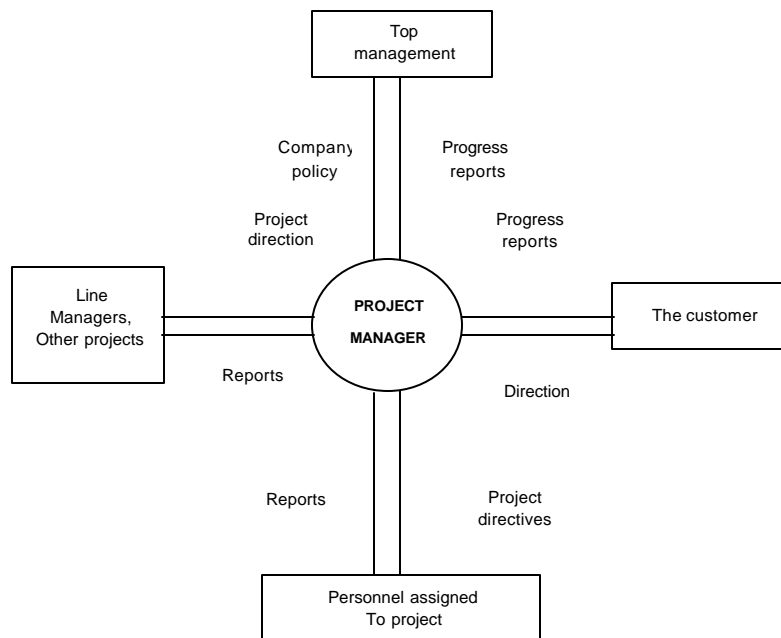 Top
management
Company
policy
Progress
reports
Project
direction
Progress
reports
Line
Managers,
Other projects
PROJECT
MANAGER
The customer
Reports
Direction
Reports
Project
directives
Personnel assigned
To project